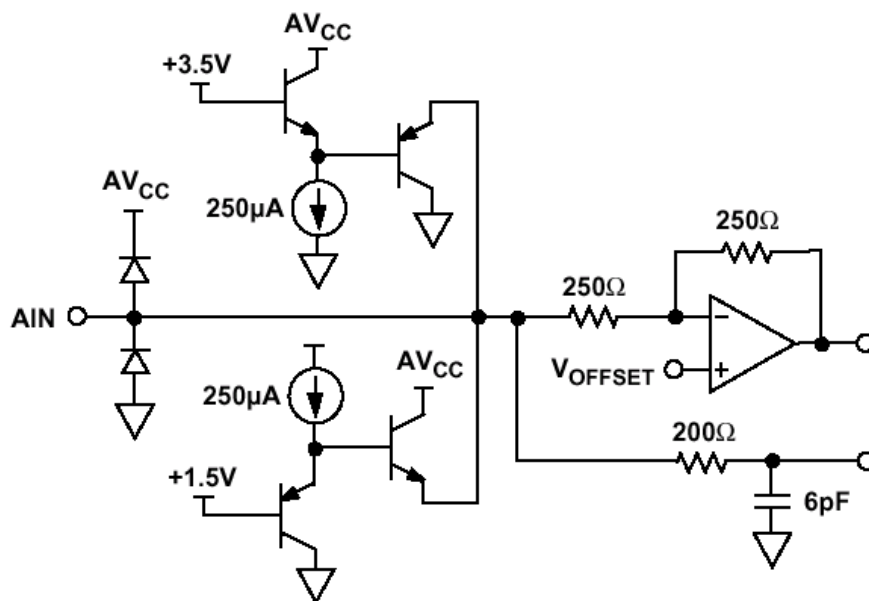 AVCC
+3.5V
250µA
AVCC
250Ω
250Ω
AIN
VOFFSET
AVCC
250µA
+1.5V
200Ω
6pF